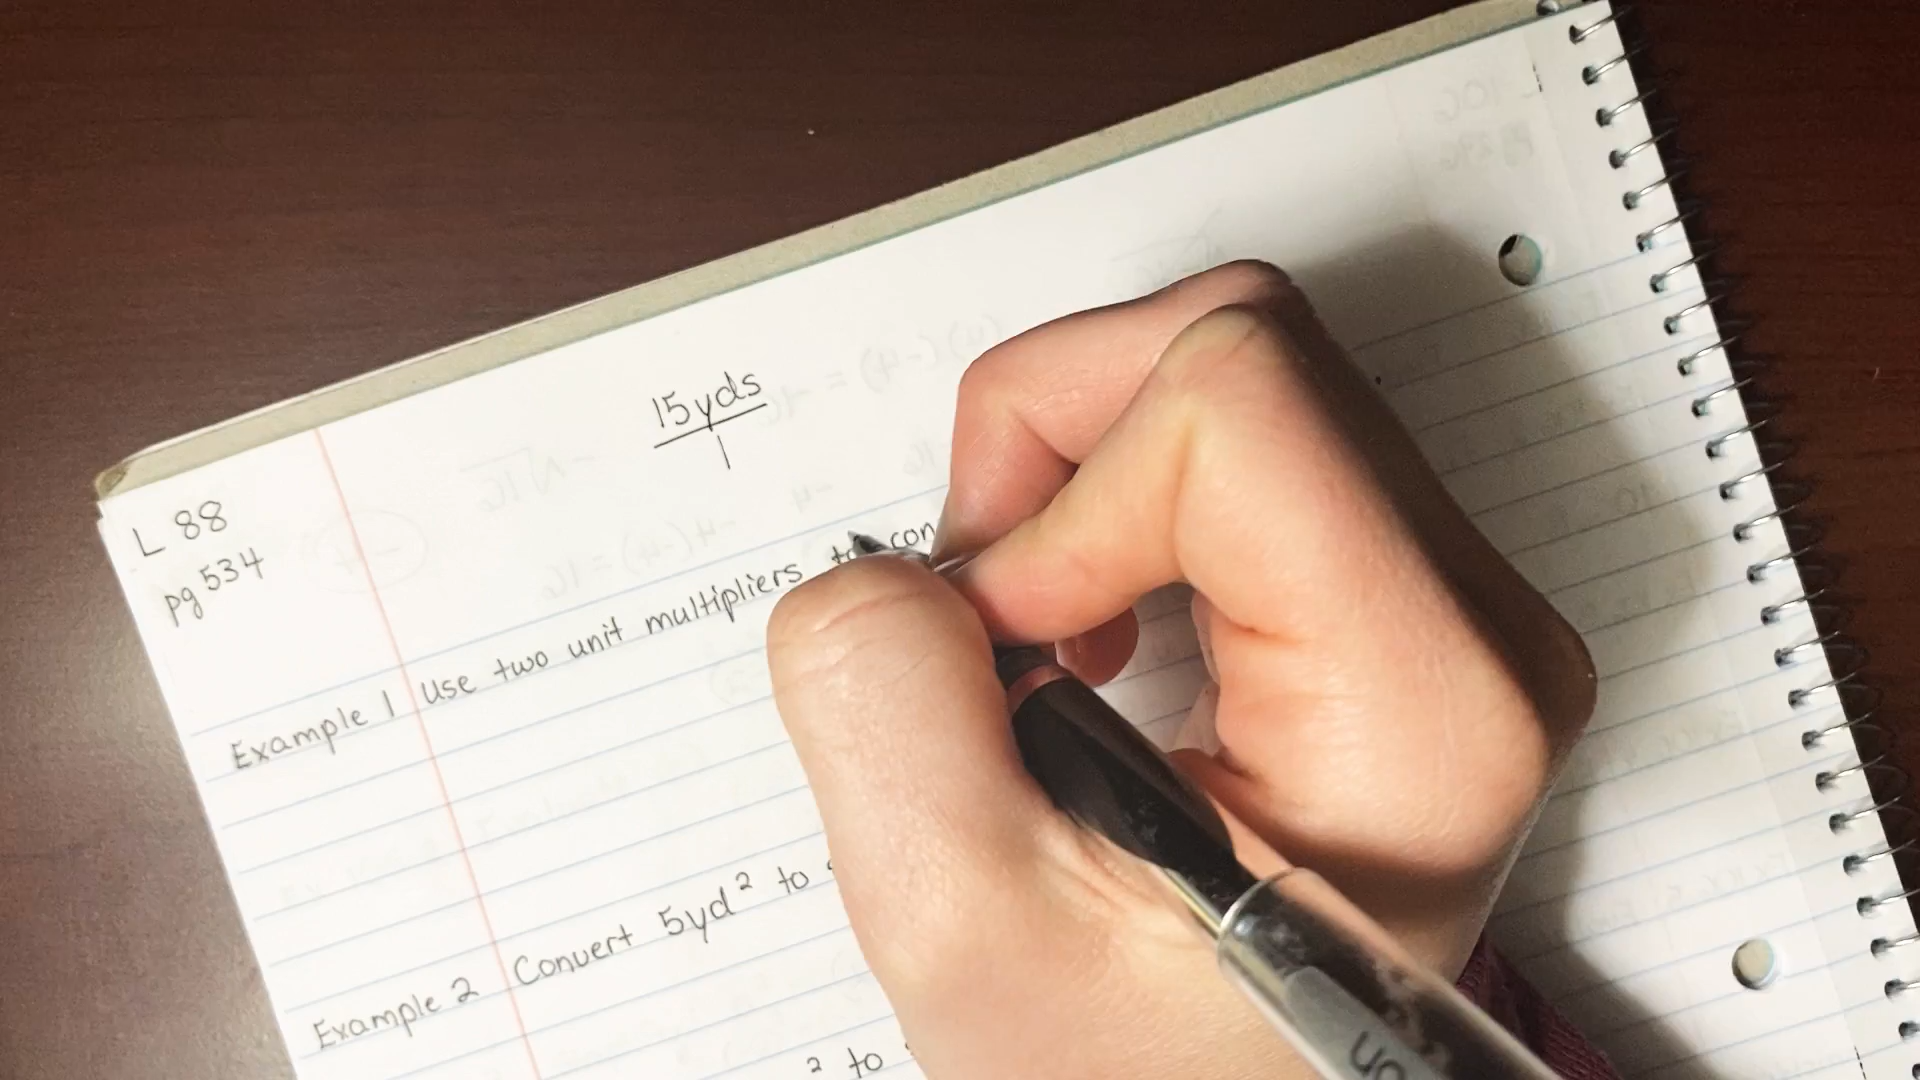 15yds
1
L 88
pg 534
Example 1 Use two unit multipliers to con
Example 2 Convert 5yd² to
² to
on